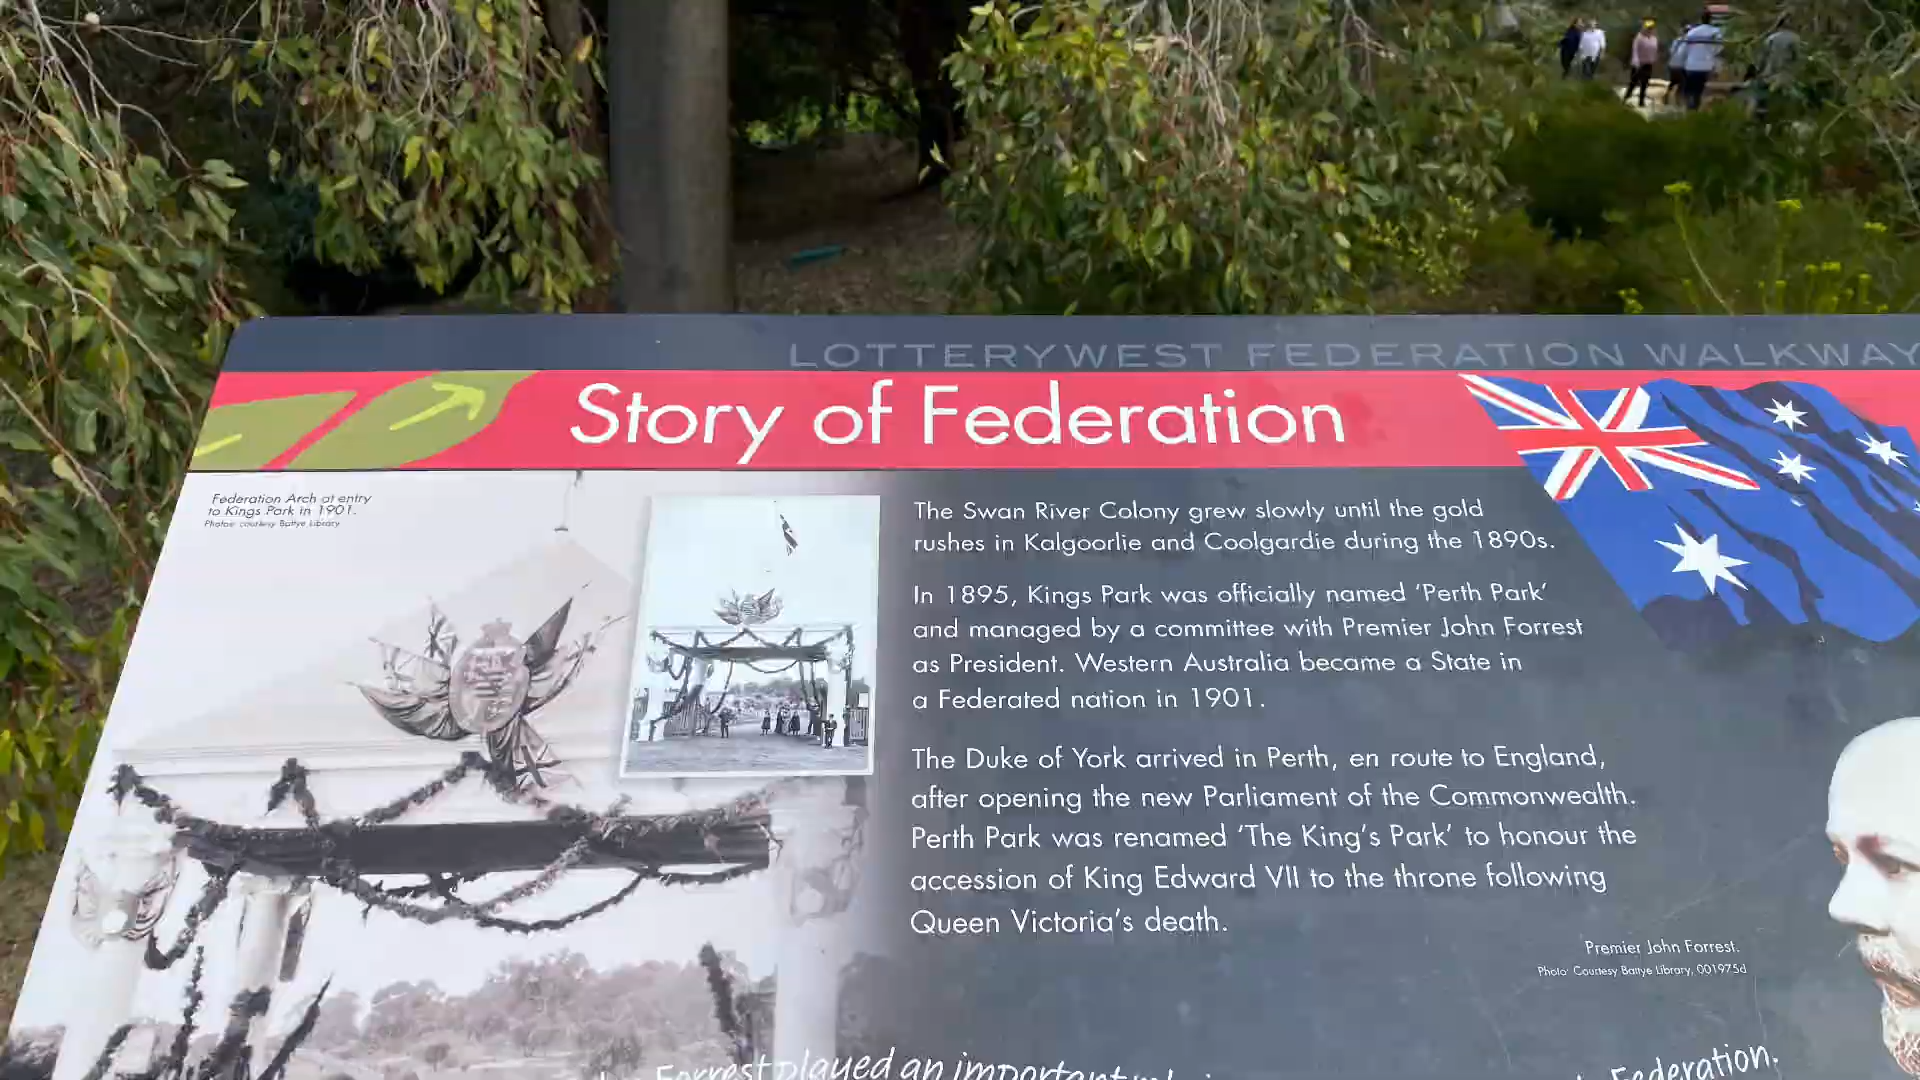 LOTTERYWEST FEDERATION WALKWAY
Story of Federation
Federation Arch at entry
to Kings Park in 1901.
Photos: courtesy Battye Library
The Swan River Colony grew slowly until the gold
rushes in Kalgoorlie and Coolgardie during the 1890s.
In 1895, Kings Park was officially named ‘Perth Park’
and managed by a committee with Premier John Forrest
as President. Western Australia became a State in
a Federated nation in 1901.
The Duke of York arrived in Perth, en route to England,
after opening the new Parliament of the Commonwealth.
Perth Park was renamed ‘The King’s Park’ to honour the
accession of King Edward VII to the throne following
Queen Victoria’s death.
Premier John Forrest.
Photo: Courtesy Battye Library, 001975d
Forrest played an important Federation.